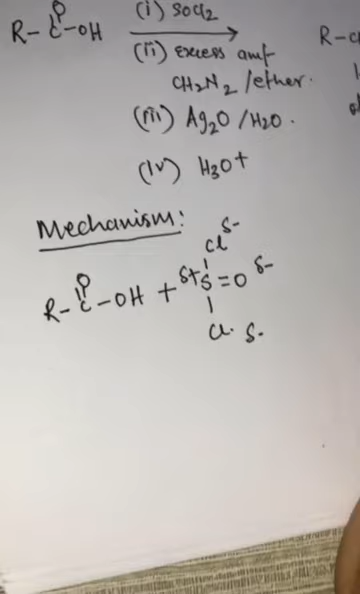 (i) SOCl2
R-C-OH
O
R-C
(ii) excess amt
CH2N2/ether.
(iii) Ag2O/H2O.
(iv) H3O+
Mechanism:
Cl δ-
R-C-OH + δ+S=O δ-
O
Cl. δ-